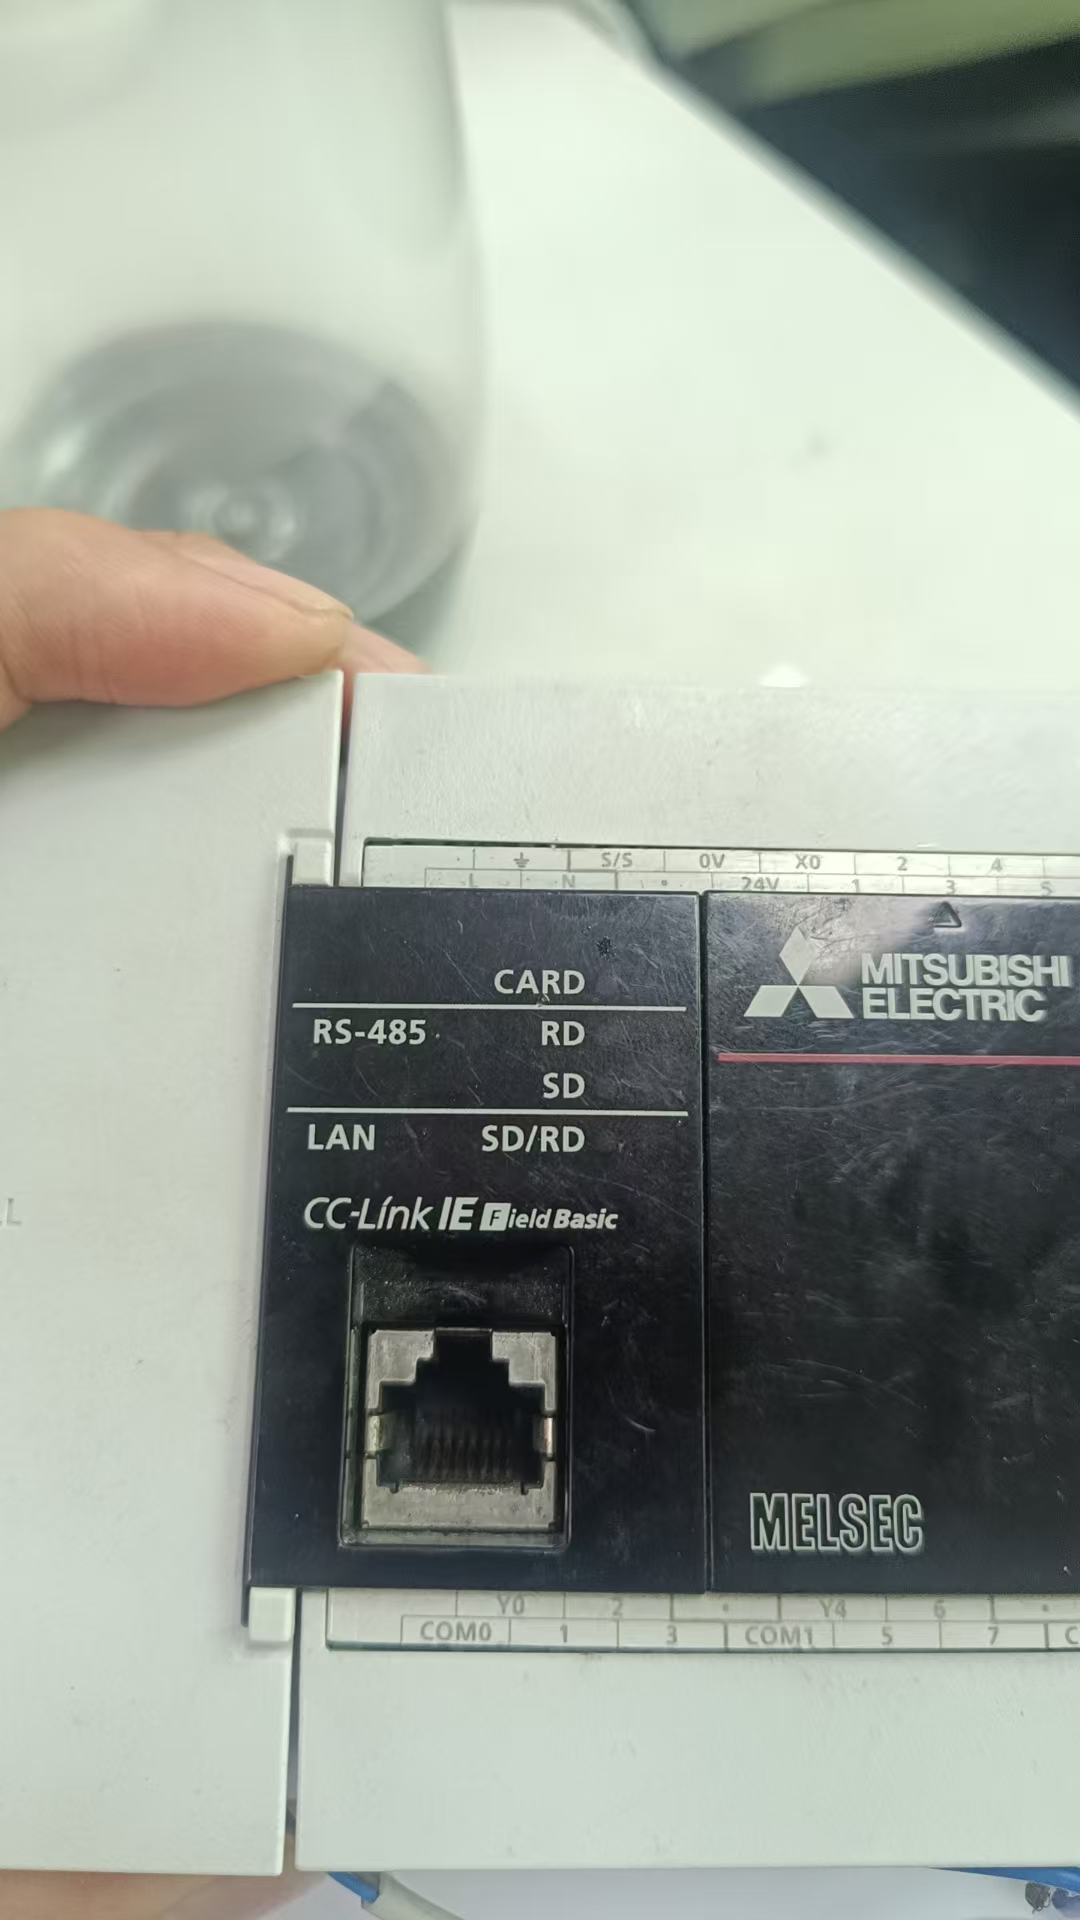 ⏚ S/S 0V X0 2 4
L N • 24V 1 3 5
CARD
RS-485 RD
SD
LAN SD/RD
CC-Link IE Field Basic
MITSUBISHI
ELECTRIC
MELSEC
Y0 2 • Y4 6 •
COM0 1 3 COM1 5 7 C